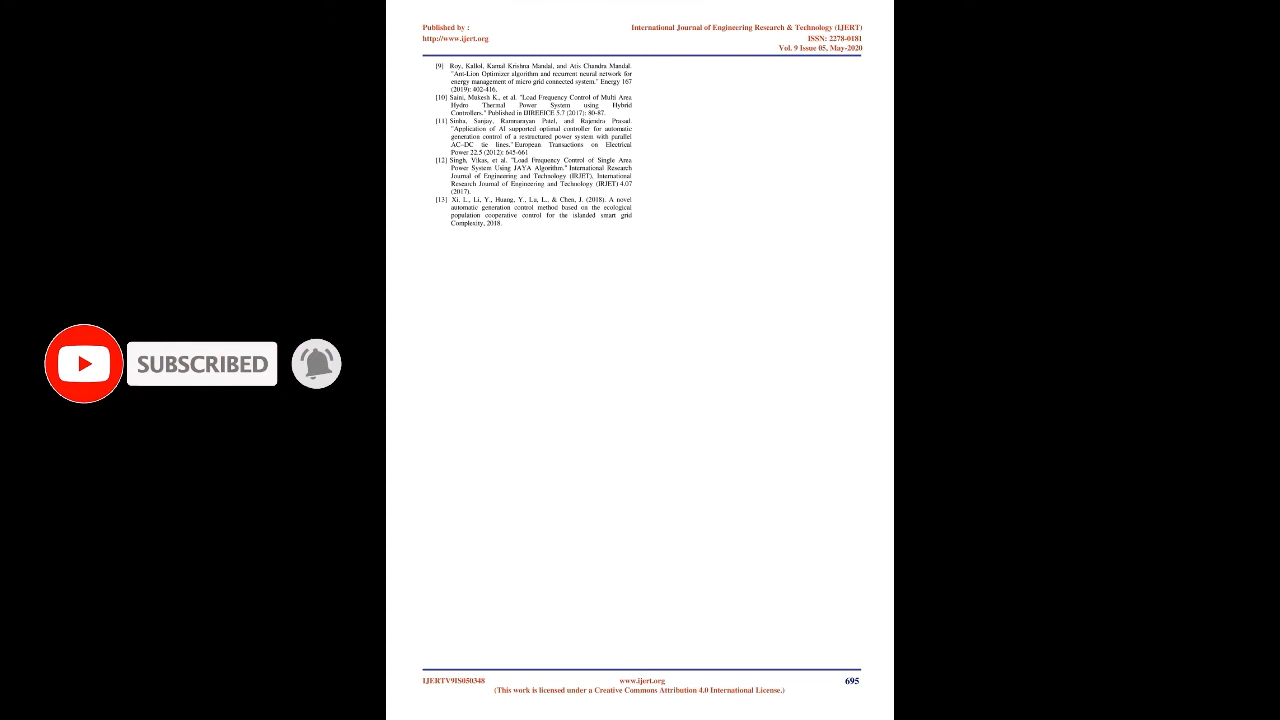 Published by :
http://www.ijert.org
International Journal of Engineering Research & Technology (IJERT)
ISSN: 2278-0181
Vol. 9 Issue 05, May-2020
[9] Roy, Kallol, Kamal Krishna Mandal, and Atis Chandra Mandal.
"Ant-Lion Optimizer algorithm and recurrent neural network for
energy management of micro grid connected system." Energy 167
(2019): 402-416.
[10] Saini, Mukesh K., et al. "Load Frequency Control of Multi Area
Hydro Thermal Power System using Hybrid
Controllers." Published in IJIREEICE 5.7 (2017): 80-87.
[11] Sinha, Sanjay, Ramnarayan Patel, and Rajendra Prasad.
"Application of AI supported optimal controller for automatic
generation control of a restructured power system with parallel
AC–DC tie lines." European Transactions on Electrical
Power 22.5 (2012): 645-661
[12] Singh, Vikas, et al. "Load Frequency Control of Single Area
Power System Using JAYA Algorithm." International Research
Journal of Engineering and Technology (IRJET), International
Research Journal of Engineering and Technology (IRJET) 4.07
(2017).
[13] Xi, L., Li, Y., Huang, Y., Lu, L., & Chen, J. (2018). A novel
automatic generation control method based on the ecological
population cooperative control for the islanded smart grid
Complexity, 2018.
SUBSCRIBED
IJERTV9IS050348
www.ijert.org
695
(This work is licensed under a Creative Commons Attribution 4.0 International License.)